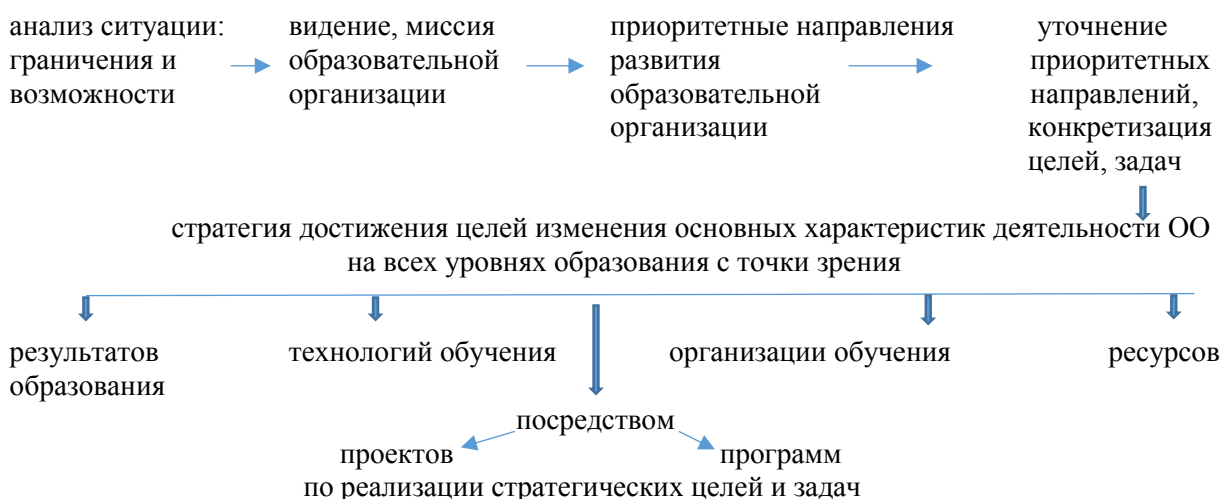 анализ ситуации:
граничения и
возможности
видение, миссия
образовательной
организации
приоритетные направления
развития
образовательной
организации
уточнение
приоритетных
направлений,
конкретизация
целей, задач
стратегия достижения целей изменения основных характеристик деятельности ОО
на всех уровнях образования с точки зрения
результатов
образования
технологий обучения
организации обучения
ресурсов
посредством
проектов программ
по реализации стратегических целей и задач